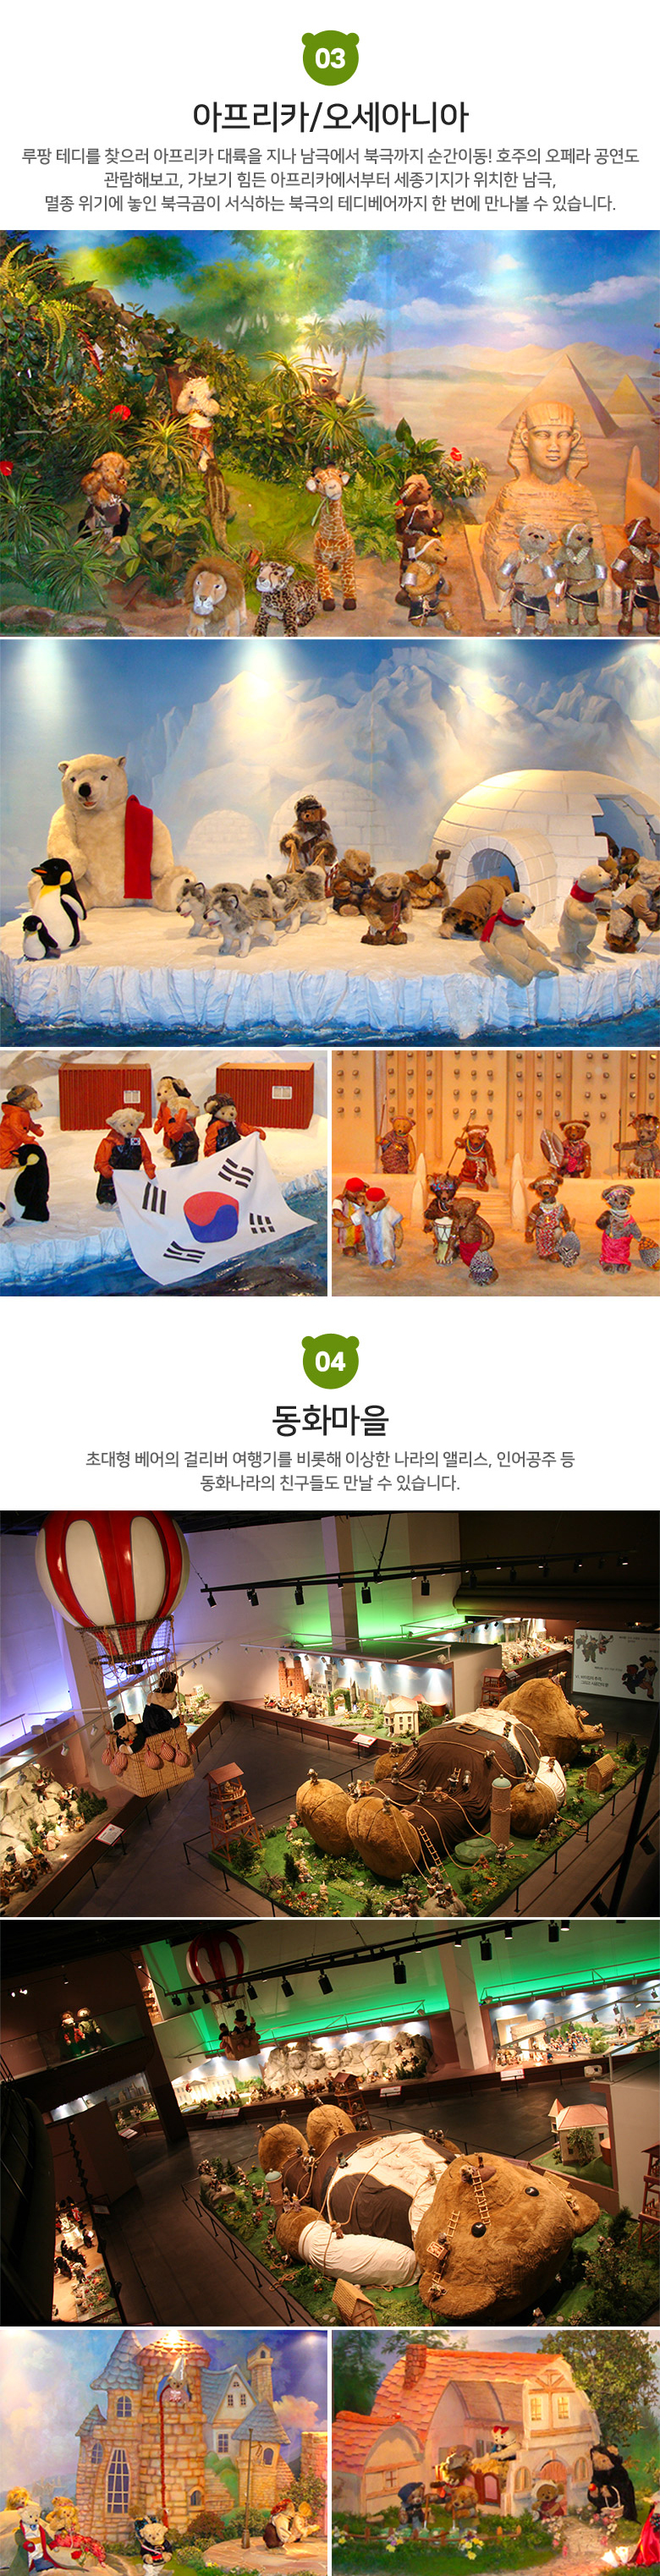 03
아프리카/오세아니아
루팡 테디를 찾으러 아프리카 대륙을 지나 남극에서 북극까지 순간이동! 호주의 오페라 공연도
관람해보고, 가보기 힘든 아프리카에서부터 세종기지가 위치한 남극,
멸종 위기에 놓인 북극곰이 서식하는 북극의 테디베어까지 한 번에 만나볼 수 있습니다.
04
동화마을
초대형 베어의 걸리버 여행기를 비롯해 이상한 나라의 앨리스, 인어공주 등
동화나라의 친구들도 만날 수 있습니다.